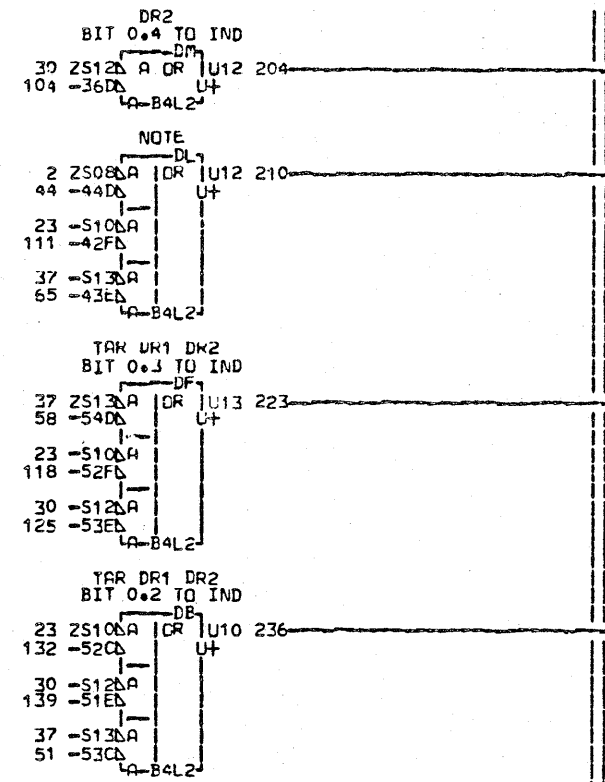 DR2
BIT 0.4 TO IND
DM
30 ZS12 A OR U12 204
104 -36D U+
A-B4L2
NOTE
DL
2 ZS08 A OR U12 210
44 -44D U+
23 -S10 A
111 -42F
37 -S13 A
65 -43E
A-B4L2
TAR DR1 DR2
BIT 0.3 TO IND
DF
37 ZS13 A OR U13 223
58 -54D U+
23 -S10 A
118 -52F
30 -S12 A
125 -53E
A-B4L2
TAR DR1 DR2
BIT 0.2 TO IND
DB
23 ZS10 A OR U10 236
132 -52C U+
30 -S12 A
139 -51E
37 -S13 A
51 -53C
A-B4L2